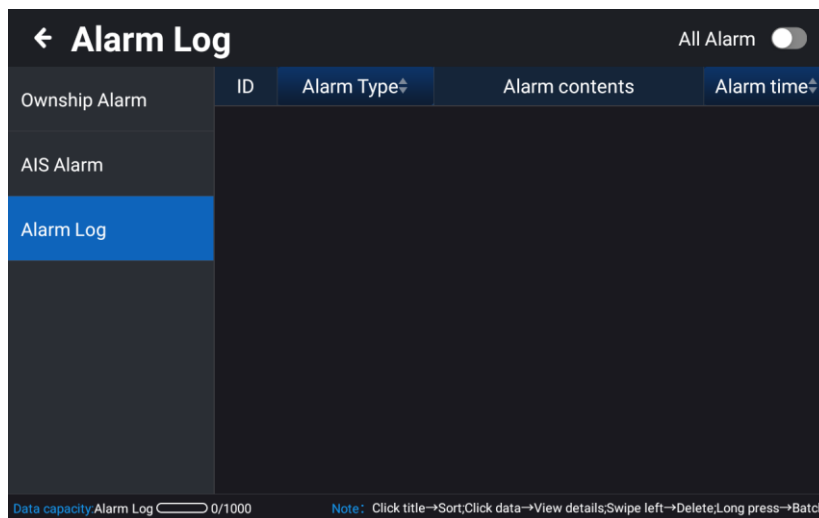 Alarm Log
All Alarm
Ownship Alarm
AIS Alarm
Alarm Log
ID Alarm Type Alarm contents Alarm time
Data capacity:Alarm Log 0/1000 Note: Click title→Sort;Click data→View details;Swipe left→Delete;Long press→Batch